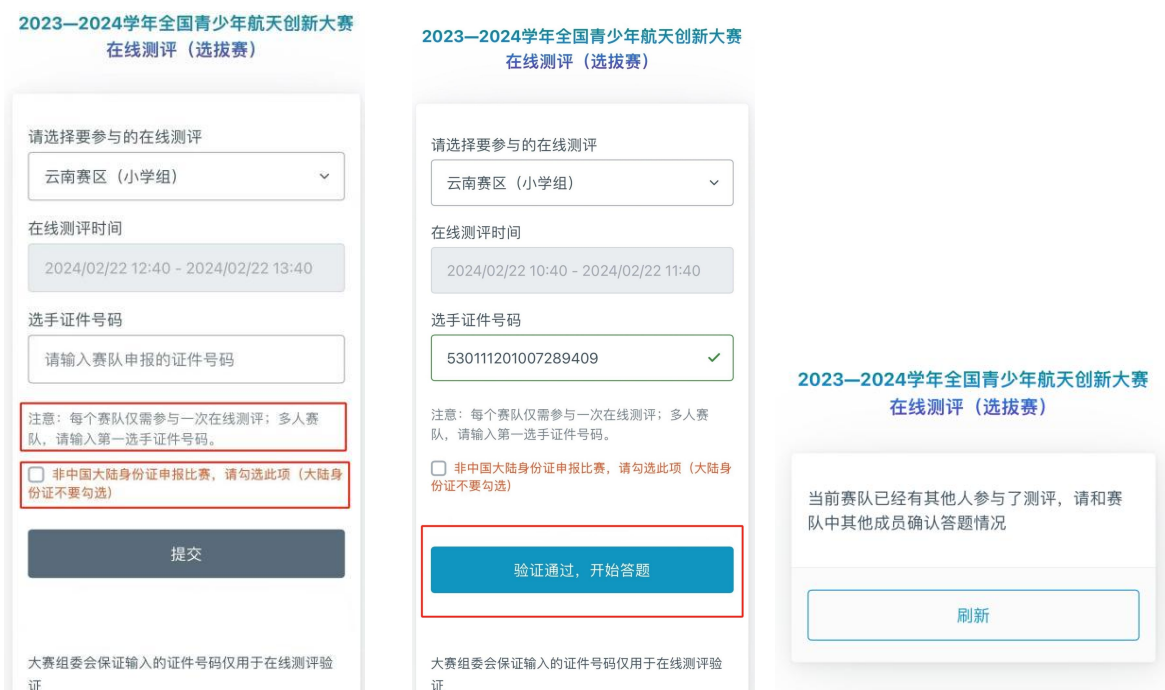 2023—2024学年全国青少年航天创新大赛
在线测评（选拔赛）
请选择要参与的在线测评
云南赛区（小学组）
在线测评时间
2024/02/22 12:40 - 2024/02/22 13:40
选手证件号码
请输入赛队申报的证件号码
注意：每个赛队仅需参与一次在线测评；多人赛
队，请输入第一选手证件号码。
非中国大陆身份证申报比赛，请勾选此项（大陆身
份证不要勾选）
提交
大赛组委会保证输入的证件号码仅用于在线测评验
证
2023—2024学年全国青少年航天创新大赛
在线测评（选拔赛）
请选择要参与的在线测评
云南赛区（小学组）
在线测评时间
2024/02/22 10:40 - 2024/02/22 11:40
选手证件号码
530111201007289409
注意：每个赛队仅需参与一次在线测评；多人赛
队，请输入第一选手证件号码。
非中国大陆身份证申报比赛，请勾选此项（大陆身
份证不要勾选）
验证通过，开始答题
大赛组委会保证输入的证件号码仅用于在线测评验
证
2023—2024学年全国青少年航天创新大赛
在线测评（选拔赛）
当前赛队已经有其他人参与了测评，请和赛
队中其他成员确认答题情况
刷新